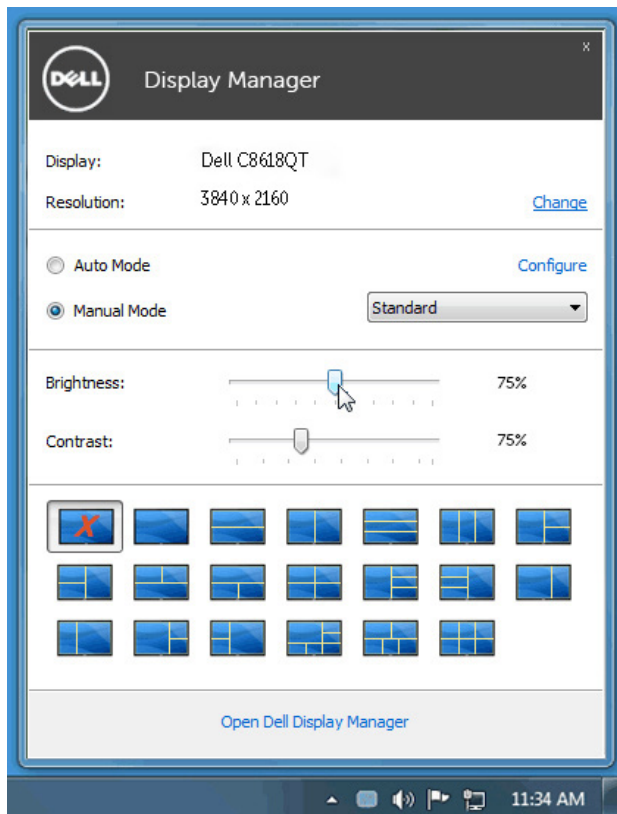 x
DELL
Display Manager
Display: Dell C8618QT
Resolution: 3840 x 2160 Change
Auto Mode Configure
Manual Mode Standard
Brightness: 75%
Contrast: 75%
X
Open Dell Display Manager
11:34 AM